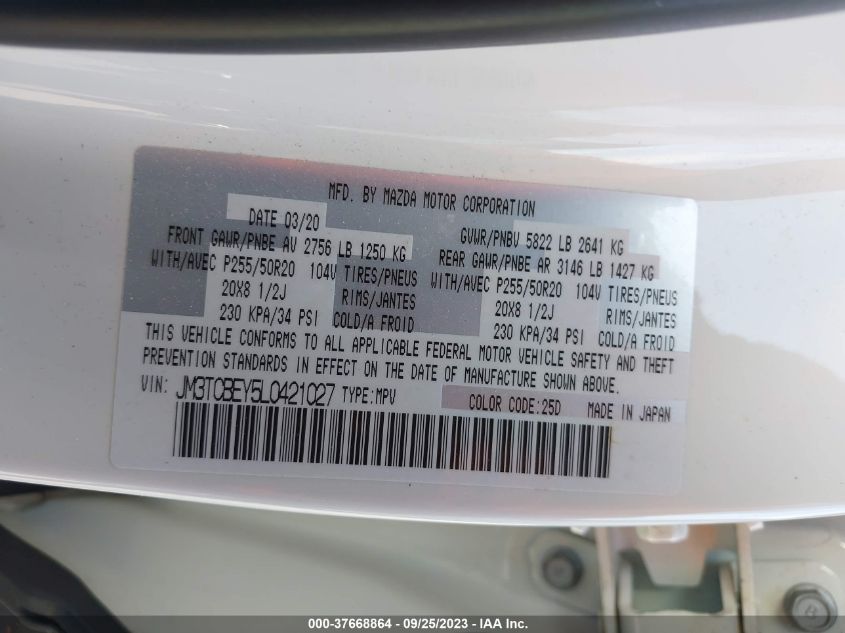 MFD. BY MAZDA MOTOR CORPORATION
DATE 03/20 GVWR/PNBV 5822 LB 2641 KG
FRONT GAWR/PNBE AV 2756 LB 1250 KG REAR GAWR/PNBE AR 3146 LB 1427 KG
WITH/AVEC P255/50R20 104V TIRES/PNEUS WITH/AVEC P255/50R20 104V TIRES/PNEUS
20X8 1/2J RIMS/JANTES 20X8 1/2J RIMS/JANTES
230 KPA/34 PSI COLD/A FROID 230 KPA/34 PSI COLD/A FROID
THIS VEHICLE CONFORMS TO ALL APPLICABLE FEDERAL MOTOR VEHICLE SAFETY AND THEFT
PREVENTION STANDARDS IN EFFECT ON THE DATE OF MANUFACTURE SHOWN ABOVE.
VIN: JM3TCBEY5L0421027 TYPE:MPV COLOR CODE:25D MADE IN JAPAN
000-37668864 / 09/25/2023 - IAA Inc.